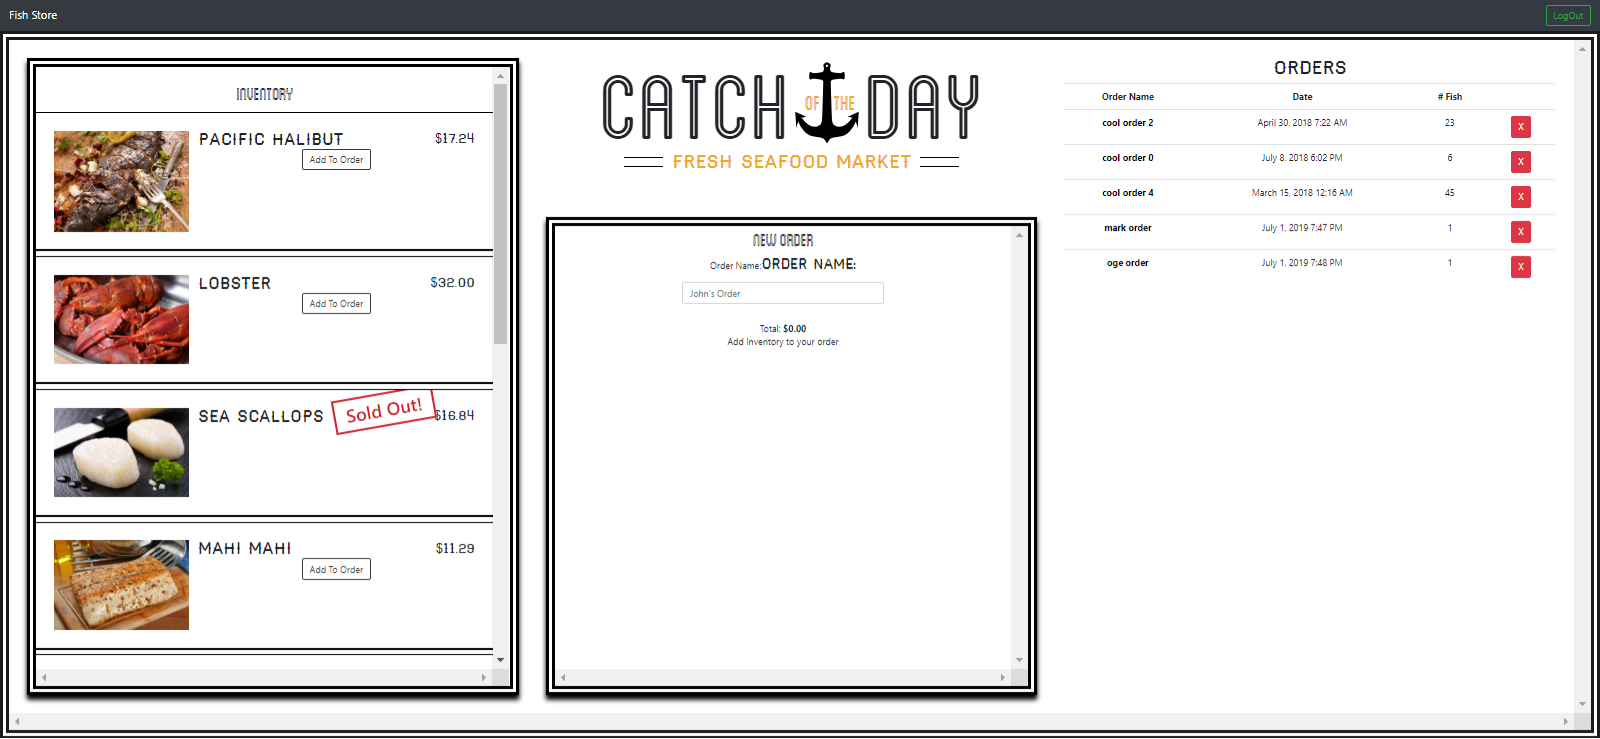 Fish Store
LogOut
INVENTORY
PACIFIC HALIBUT
$17.24
Add To Order
LOBSTER
$32.00
Add To Order
SEA SCALLOPS
Sold Out!
$16.84
MAHI MAHI
$11.29
Add To Order
CATCH OF THE DAY
FRESH SEAFOOD MARKET
NEW ORDER
Order Name:ORDER NAME:
John's Order
Total: $0.00
Add Inventory to your order
ORDERS
Order Name Date # Fish
cool order 2 April 30, 2018 7:22 AM 23 X
cool order 0 July 8, 2018 6:02 PM 6 X
cool order 4 March 15, 2018 12:16 AM 45 X
mark order July 1, 2019 7:47 PM 1 X
oge order July 1, 2019 7:48 PM 1 X